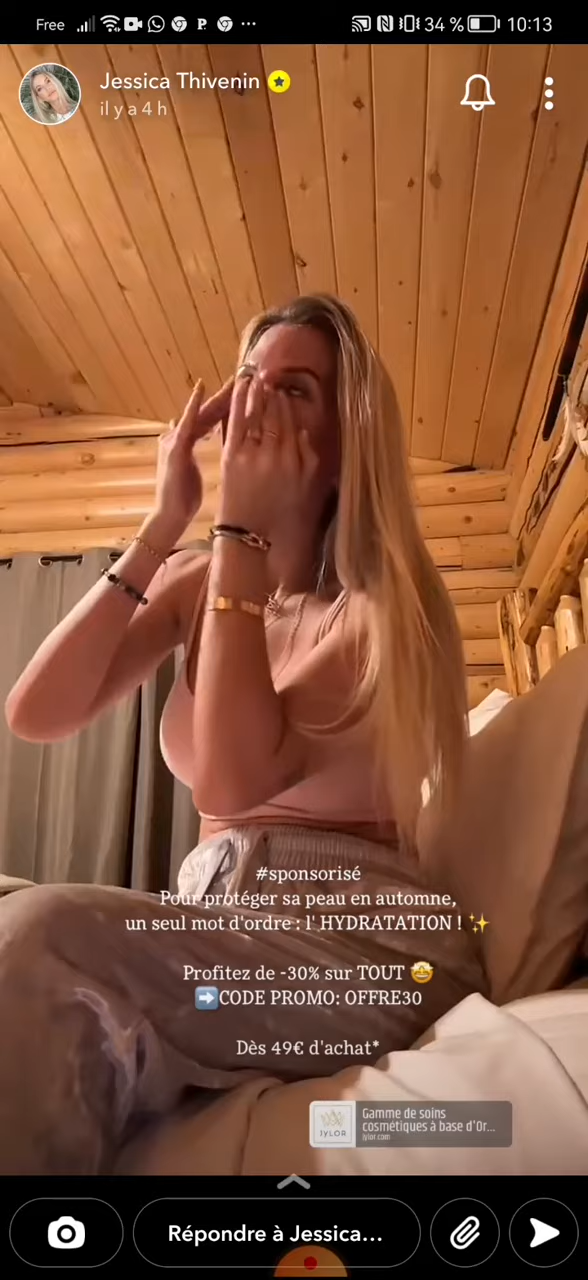 Free 34 % 10:13
Jessica Thivenin
il y a 4 h
#sponsorisé
Pour protéger sa peau en automne,
un seul mot d'ordre : l' HYDRATATION ! ✨
Profitez de -30% sur TOUT 🤩
➡️CODE PROMO: OFFRE30
Dès 49€ d'achat*
JYLOR
Gamme de soins
cosmétiques à base d'Or...
jylor.com
Répondre à Jessica...